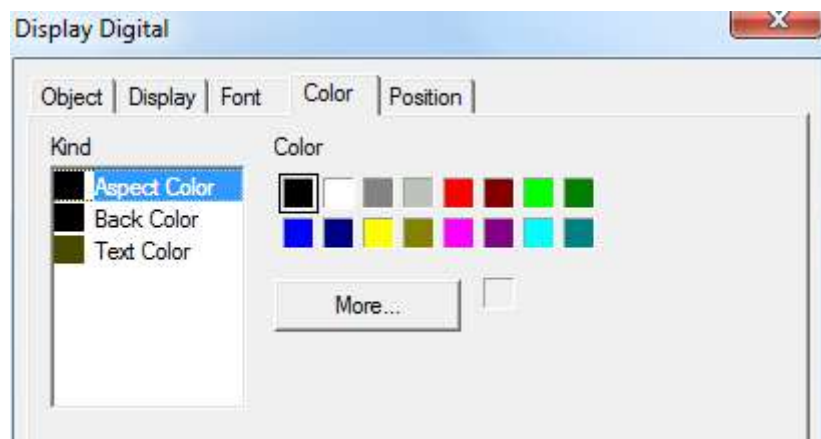 Display Digital
Object Display Font Color Position
Kind Color
Aspect Color
Back Color
Text Color
More...